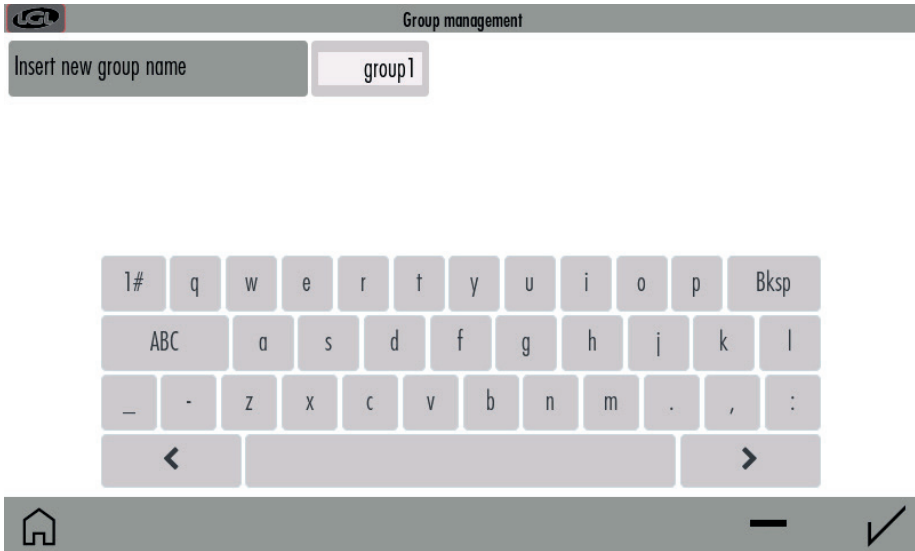 LGL
Group management
Insert new group name group1
1# q w e r t y u i o p Bksp
ABC a s d f g h j k l
_ - z x c v b n m . , :